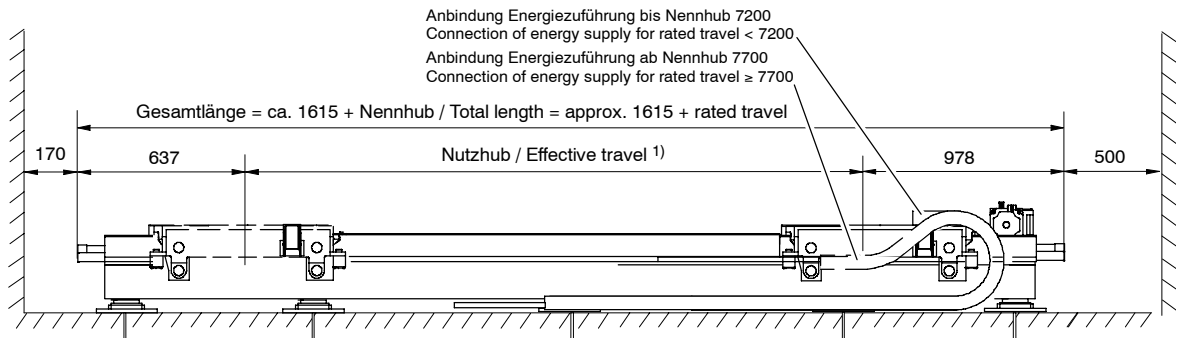 Anbindung Energiezuführung bis Nennhub 7200
Connection of energy supply for rated travel < 7200
Anbindung Energiezuführung ab Nennhub 7700
Connection of energy supply for rated travel ≥ 7700
Gesamtlänge = ca. 1615 + Nennhub / Total length = approx. 1615 + rated travel
170 637 Nutzhub / Effective travel 1) 978 500